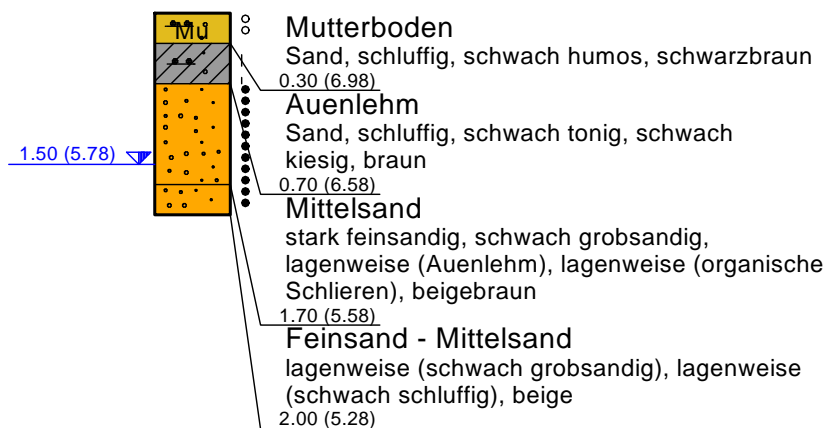 Mu
Mutterboden
Sand, schluffig, schwach humos, schwarzbraun
0.30 (6.98)
Auenlehm
Sand, schluffig, schwach tonig, schwach
kiesig, braun
1.50 (5.78)
0.70 (6.58)
Mittelsand
stark feinsandig, schwach grobsandig,
lagenweise (Auenlehm), lagenweise (organische
Schlieren), beigebraun
1.70 (5.58)
Feinsand - Mittelsand
lagenweise (schwach grobsandig), lagenweise
(schwach schluffig), beige
2.00 (5.28)